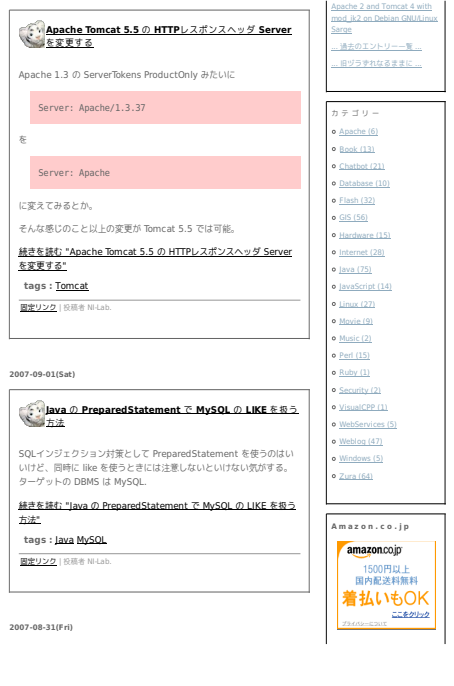 Apache Tomcat 5.5 の HTTPレスポンスヘッダ Server
を変更する
Apache 1.3 の ServerTokens ProductOnly みたいに
Server: Apache/1.3.37
を
Server: Apache
に変えてみるとか。
そんな感じのこと以上の変更が Tomcat 5.5 では可能。
続きを読む "Apache Tomcat 5.5 の HTTPレスポンスヘッダ Server
を変更する"
tags : Tomcat
固定リンク | 投稿者 NI-Lab.
2007-09-01(Sat)
Java の PreparedStatement で MySQL の LIKE を扱う
方法
SQLインジェクション対策として PreparedStatement を使うのはい
いけど、同時に like を使うときには注意しないといけない気がする。
ターゲットの DBMS は MySQL.
続きを読む "Java の PreparedStatement で MySQL の LIKE を扱う
方法"
tags : Java MySQL
固定リンク | 投稿者 NI-Lab.
2007-08-31(Fri)
Apache 2 and Tomcat 4 with
mod_jk2 on Debian GNU/Linux
Sarge
... 過去のエントリー一覧 ...
... 旧ヅラずれなるままに ...
カテゴリー
Apache (6)
Book (13)
Chatbot (21)
Database (10)
Flash (32)
GIS (56)
Hardware (15)
Internet (28)
Java (75)
JavaScript (14)
Linux (27)
Movie (9)
Music (2)
Perl (15)
Ruby (1)
Security (2)
VisualCPP (1)
WebServices (5)
Weblog (47)
Windows (5)
Zura (64)
Amazon.co.jp
amazon.co.jp
1500円以上
国内配送料無料
着払いもOK
ここをクリック
プライバシーについて